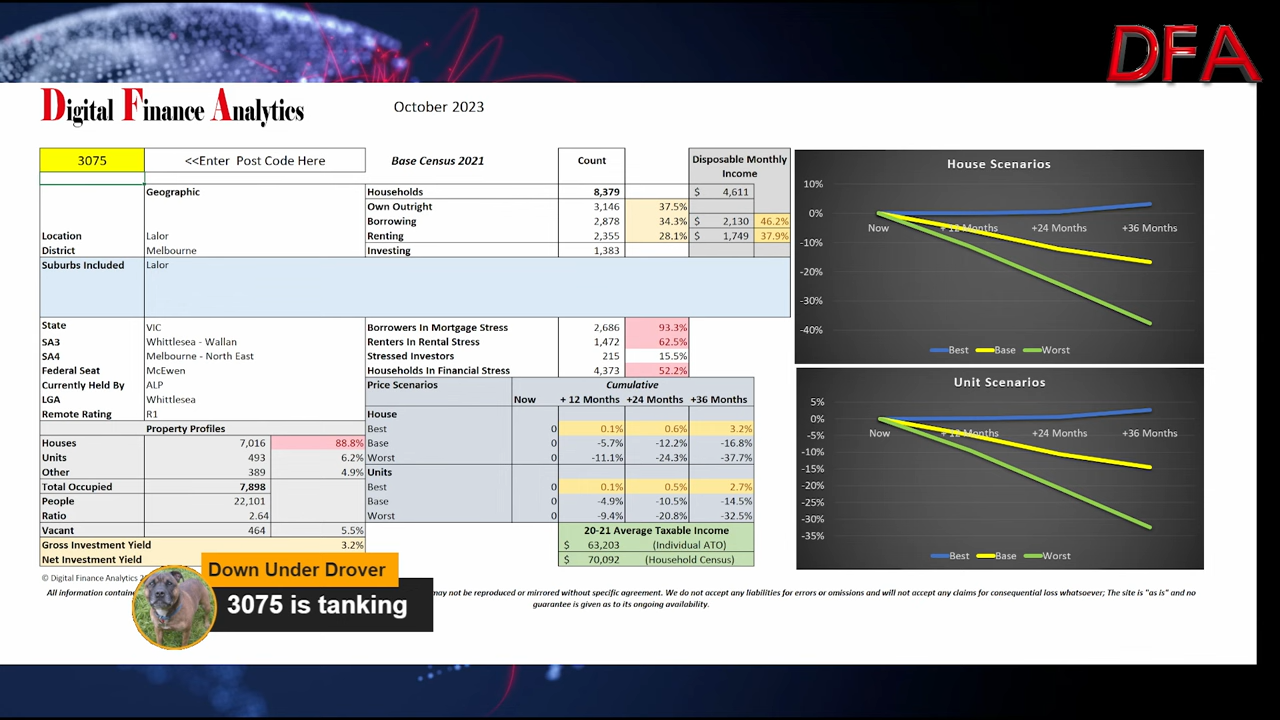 DFA
Digital Finance Analytics
October 2023
3075 <<Enter Post Code Here Base Census 2021 Count Disposable Monthly Income
Geographic Households 8,379 $ 4,611
Own Outright 3,146 37.5%
Borrowing 2,878 34.3% $ 2,130 46.2%
Location Lalor Renting 2,355 28.1% $ 1,749 37.9%
District Melbourne Investing 1,383
Suburbs Included Lalor
State VIC Borrowers In Mortgage Stress 2,686 93.3%
SA3 Whittlesea - Wallan Renters In Rental Stress 1,472 62.5%
SA4 Melbourne - North East Stressed Investors 215 15.5%
Federal Seat McEwen Households In Financial Stress 4,373 52.2%
Currently Held By ALP Price Scenarios Cumulative
LGA Whittlesea Now + 12 Months +24 Months +36 Months
Remote Rating R1 House
Property Profiles Best 0 0.1% 0.6% 3.2%
Houses 7,016 88.8% Base 0 -5.7% -12.2% -16.8%
Units 493 6.2% Worst 0 -11.1% -24.3% -37.7%
Other 389 4.9% Units
Total Occupied 7,898 Best 0 0.1% 0.5% 2.7%
People 22,101 Base 0 -4.9% -10.5% -14.5%
Ratio 2.64 Worst 0 -9.4% -20.8% -32.5%
Vacant 464 5.5% 20-21 Average Taxable Income
Gross Investment Yield 3.2% $ 63,203 (Individual ATO)
Net Investment Yield $ 70,092 (Household Census)
© Digital Finance Analytics
All information
may not be reproduced or mirrored without specific agreement. We do not accept any liabilities for errors or omissions and will not accept any claims for consequential loss whatsoever; The site is "as is" and no
guarantee is given as to its ongoing availability.
Down Under Drover
3075 is tanking
House Scenarios
10%
0%
Now + 12 Months +24 Months +36 Months
-10%
-20%
-30%
-40%
Best Base Worst
Unit Scenarios
5%
0%
-5% Now + 12 Months +24 Months +36 Months
-10%
-15%
-20%
-25%
-30%
-35%
Best Base Worst